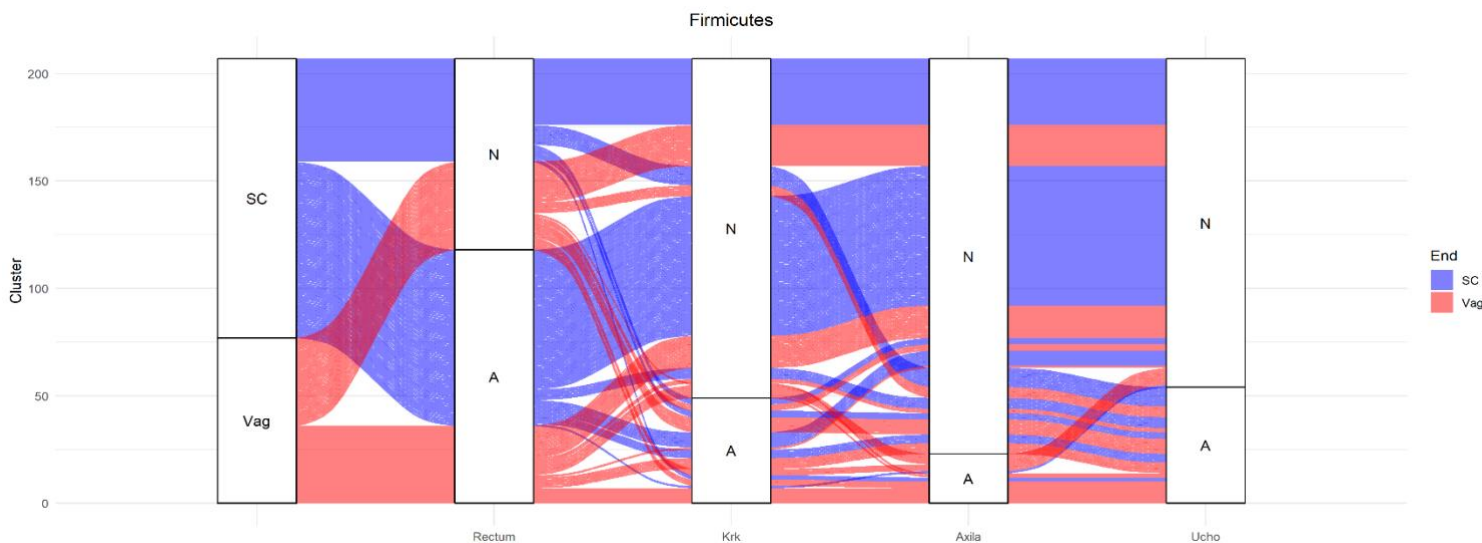 Firmicutes
Cluster
200
150
100
50
0
SC
Vag
N
A
N
A
N
A
N
A
Rectum
Krk
Axila
Ucho
End
SC
Vag